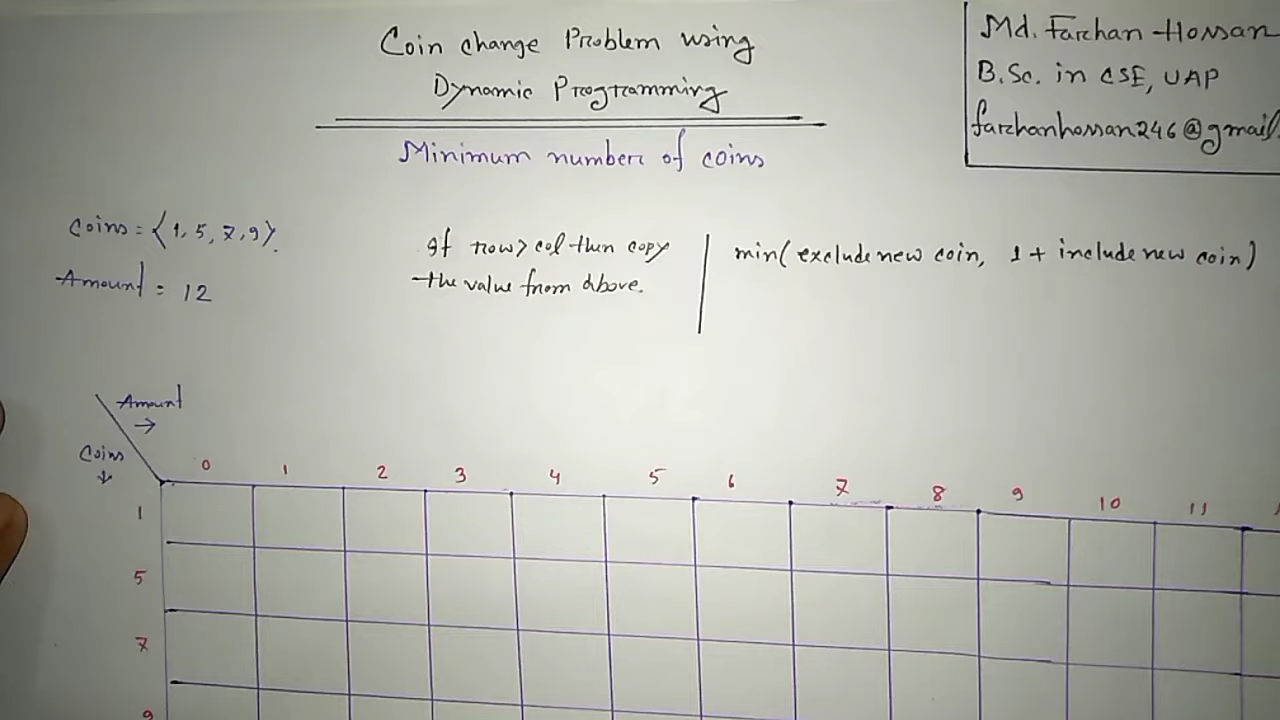 Coin change Problem using
Dynamic Programming
Minimum number of coins
Md. Farhan Hossan
B.Sc. in CSE, UAP
farhanhossan246@gmail.
Coins = {1, 5, 7, 9}.
Amount = 12
If row > col then copy
the value from above.
min( exclude new coin, 1 + include new coin)
Amount
→
Coins
↓
0 1 2 3 4 5 6 7 8 9 10 11
1
5
7
9